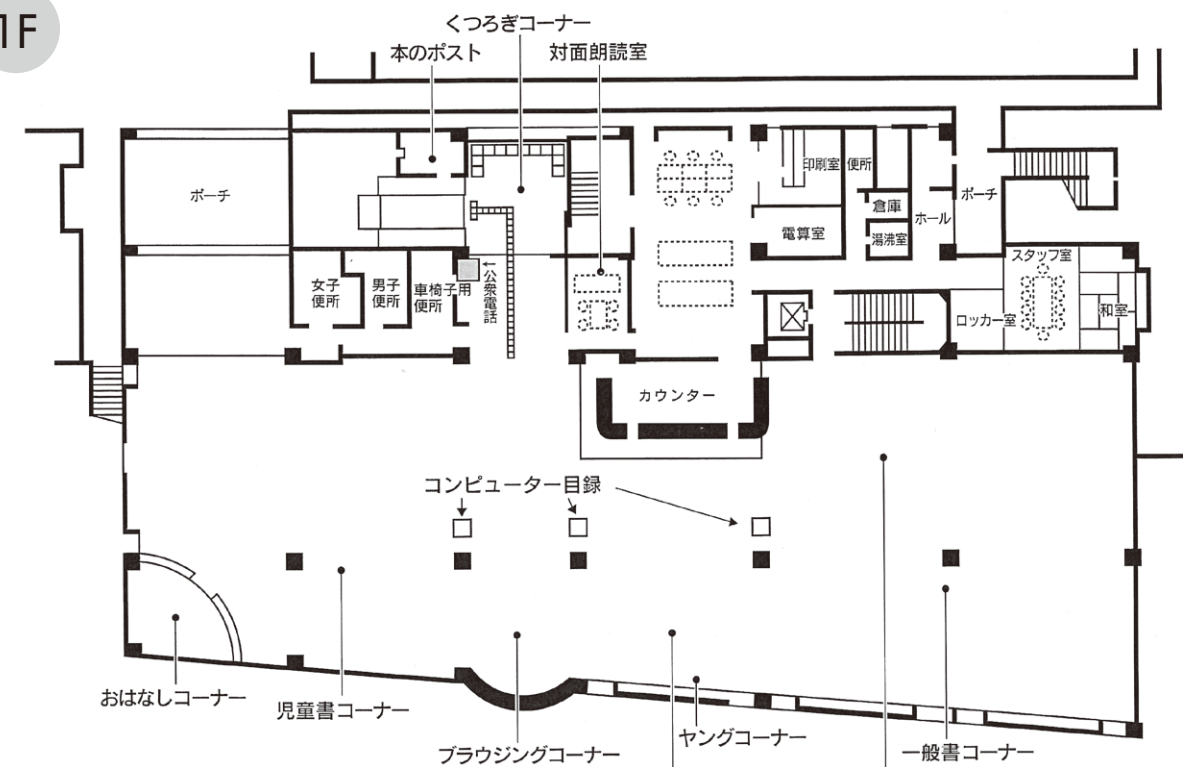 1F
くつろぎコーナー
本のポスト
対面朗読室
ポーチ
印刷室
便所
倉庫
湯沸室
電算室
ホール
ポーチ
スタッフ室
ロッカー室
和室
女子
便所
男子
便所
車椅子用
便所
←公衆電話
カウンター
コンピューター目録
おはなしコーナー
児童書コーナー
ブラウジングコーナー
ヤングコーナー
一般書コーナー